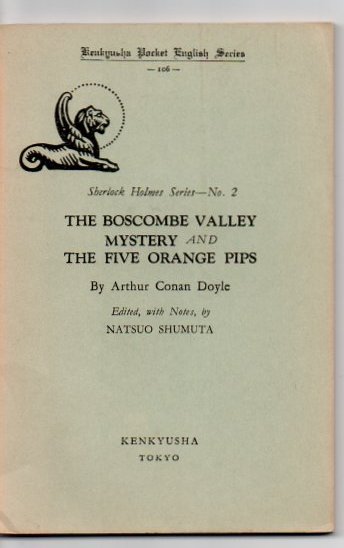 Kenkyusha Pocket English Series
— 106 —
Sherlock Holmes Series—No. 2
THE BOSCOMBE VALLEY
MYSTERY AND
THE FIVE ORANGE PIPS
By Arthur Conan Doyle
Edited, with Notes, by
NATSUO SHUMUTA
KENKYUSHA
TOKYO